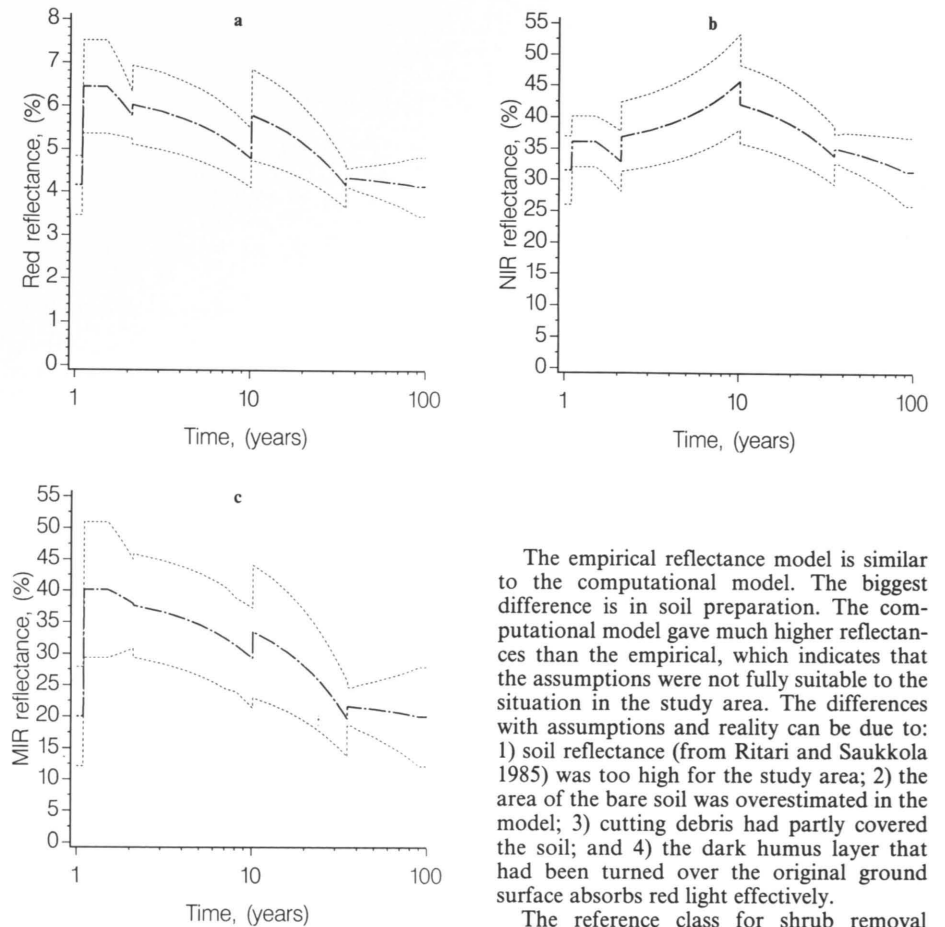 a
8
7
6
5
4
3
2
1
0
Red reflectance, (%)
1
10
100
Time, (years)
b
55
50
45
40
35
30
25
20
15
10
5
0
NIR reflectance, (%)
1
10
100
Time, (years)
c
55
50
45
40
35
30
25
20
15
10
5
0
MIR reflectance, (%)
1
10
100
Time, (years)
The empirical reflectance model is similar
to the computational model. The biggest
difference is in soil preparation. The com-
putational model gave much higher reflectan-
ces than the empirical, which indicates that
the assumptions were not fully suitable to the
situation in the study area. The differences
with assumptions and reality can be due to:
1) soil reflectance (from Ritari and Saukkola
1985) was too high for the study area; 2) the
area of the bare soil was overestimated in the
model; 3) cutting debris had partly covered
the soil; and 4) the dark humus layer that
had been turned over the original ground
surface absorbs red light effectively.
The reference class for shrub removal